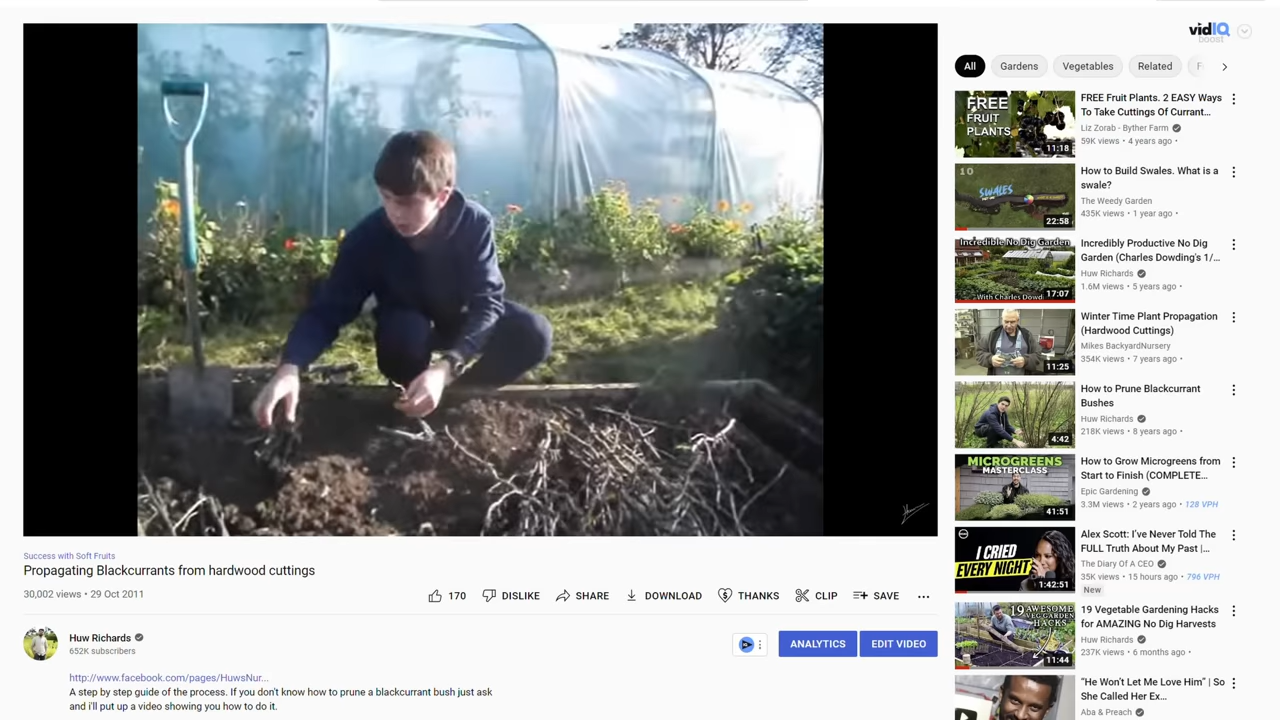 Success with Soft Fruits
Propagating Blackcurrants from hardwood cuttings
30,002 views • 29 Oct 2011
170
DISLIKE
SHARE
DOWNLOAD
THANKS
CLIP
SAVE
Huw Richards
652K subscribers
ANALYTICS
EDIT VIDEO
http://www.facebook.com/pages/HuwsNur...
A step by step guide of the process. If you don't know how to prune a blackcurrant bush just ask
and i'll put up a video showing you how to do it.
vidIQ
boost
All
Gardens
Vegetables
Related
FREE
FRUIT
PLANTS
11:18
FREE Fruit Plants. 2 EASY Ways
To Take Cuttings Of Currant...
Liz Zorab - Byther Farm
59K views • 4 years ago •
10
SWALES
22:58
How to Build Swales. What is a
swale?
The Weedy Garden
435K views • 1 year ago •
Incredible No Dig Garden
With Charles Dowd
17:07
Incredibly Productive No Dig
Garden (Charles Dowding's 1/...
Huw Richards
1.6M views • 5 years ago •
11:25
Winter Time Plant Propagation
(Hardwood Cuttings)
Mikes BackyardNursery
354K views • 7 years ago •
4:42
How to Prune Blackcurrant
Bushes
Huw Richards
218K views • 8 years ago •
MICROGREENS
MASTERCLASS
41:51
How to Grow Microgreens from
Start to Finish (COMPLETE...
Epic Gardening
3.3M views • 2 years ago • 128 VPH
I CRIED
EVERY NIGHT
1:42:51
Alex Scott: I've Never Told The
FULL Truth About My Past |...
The Diary Of A CEO
35K views • 15 hours ago • 796 VPH
New
19 AWESOME
VEG GARDEN
HACKS
11:44
19 Vegetable Gardening Hacks
for AMAZING No Dig Harvests
Huw Richards
237K views • 6 months ago •
“He Won't Let Me Love Him” | So
She Called Her Ex...
Aba & Preach